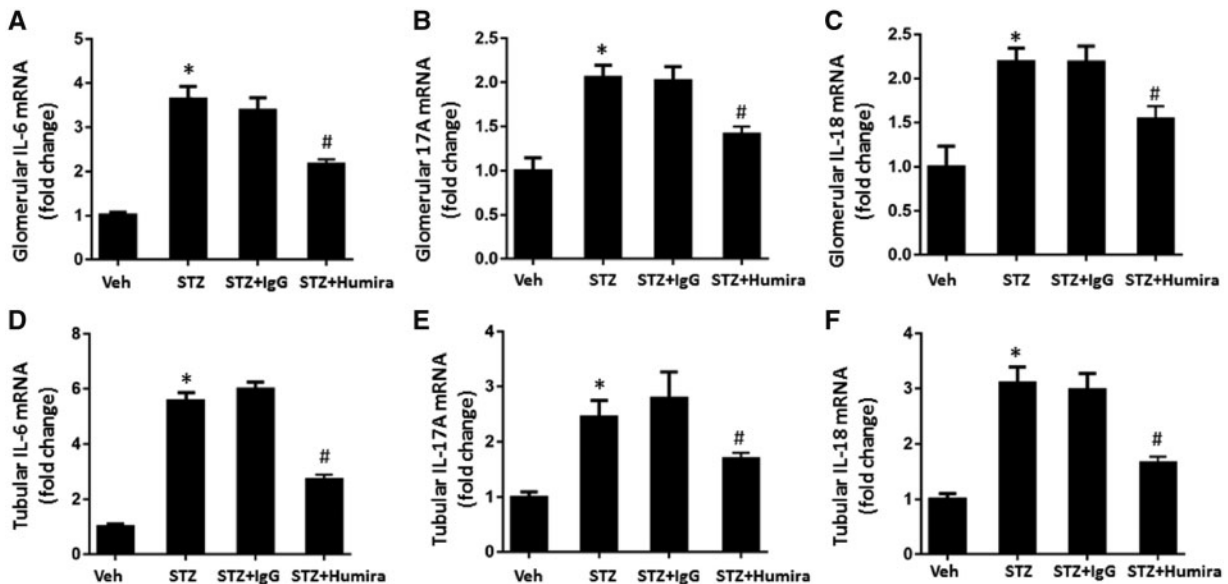 A
Glomerular IL-6 mRNA
(fold change)
5
4
3
2
1
0
*
#
Veh
STZ
STZ+IgG
STZ+Humira
B
Glomerular 17A mRNA
(fold change)
2.5
2.0
1.5
1.0
0.5
0.0
*
#
Veh
STZ
STZ+IgG
STZ+Humira
C
Glomerular IL-18 mRNA
(fold change)
2.5
2.0
1.5
1.0
0.5
0.0
*
#
Veh
STZ
STZ+IgG
STZ+Humira
D
Tubular IL-6 mRNA
(fold change)
8
6
4
2
0
*
#
Veh
STZ
STZ+IgG
STZ+Humira
E
Tubular IL-17A mRNA
(fold change)
4
3
2
1
0
*
#
Veh
STZ
STZ+IgG
STZ+Humira
F
Tubular IL-18 mRNA
(fold change)
4
3
2
1
0
*
#
Veh
STZ
STZ+IgG
STZ+Humira